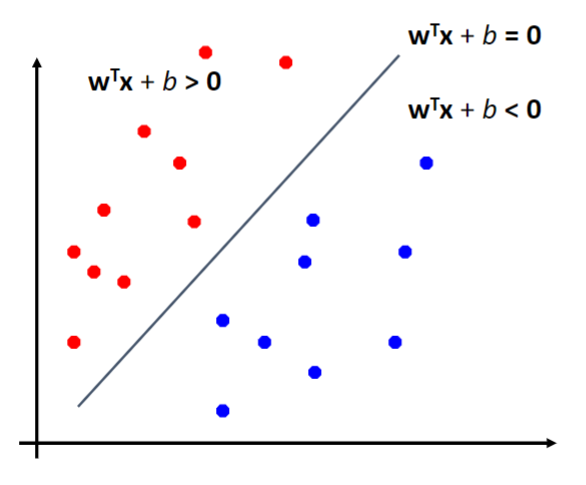 wᵀx + b = 0
wᵀx + b > 0
wᵀx + b < 0